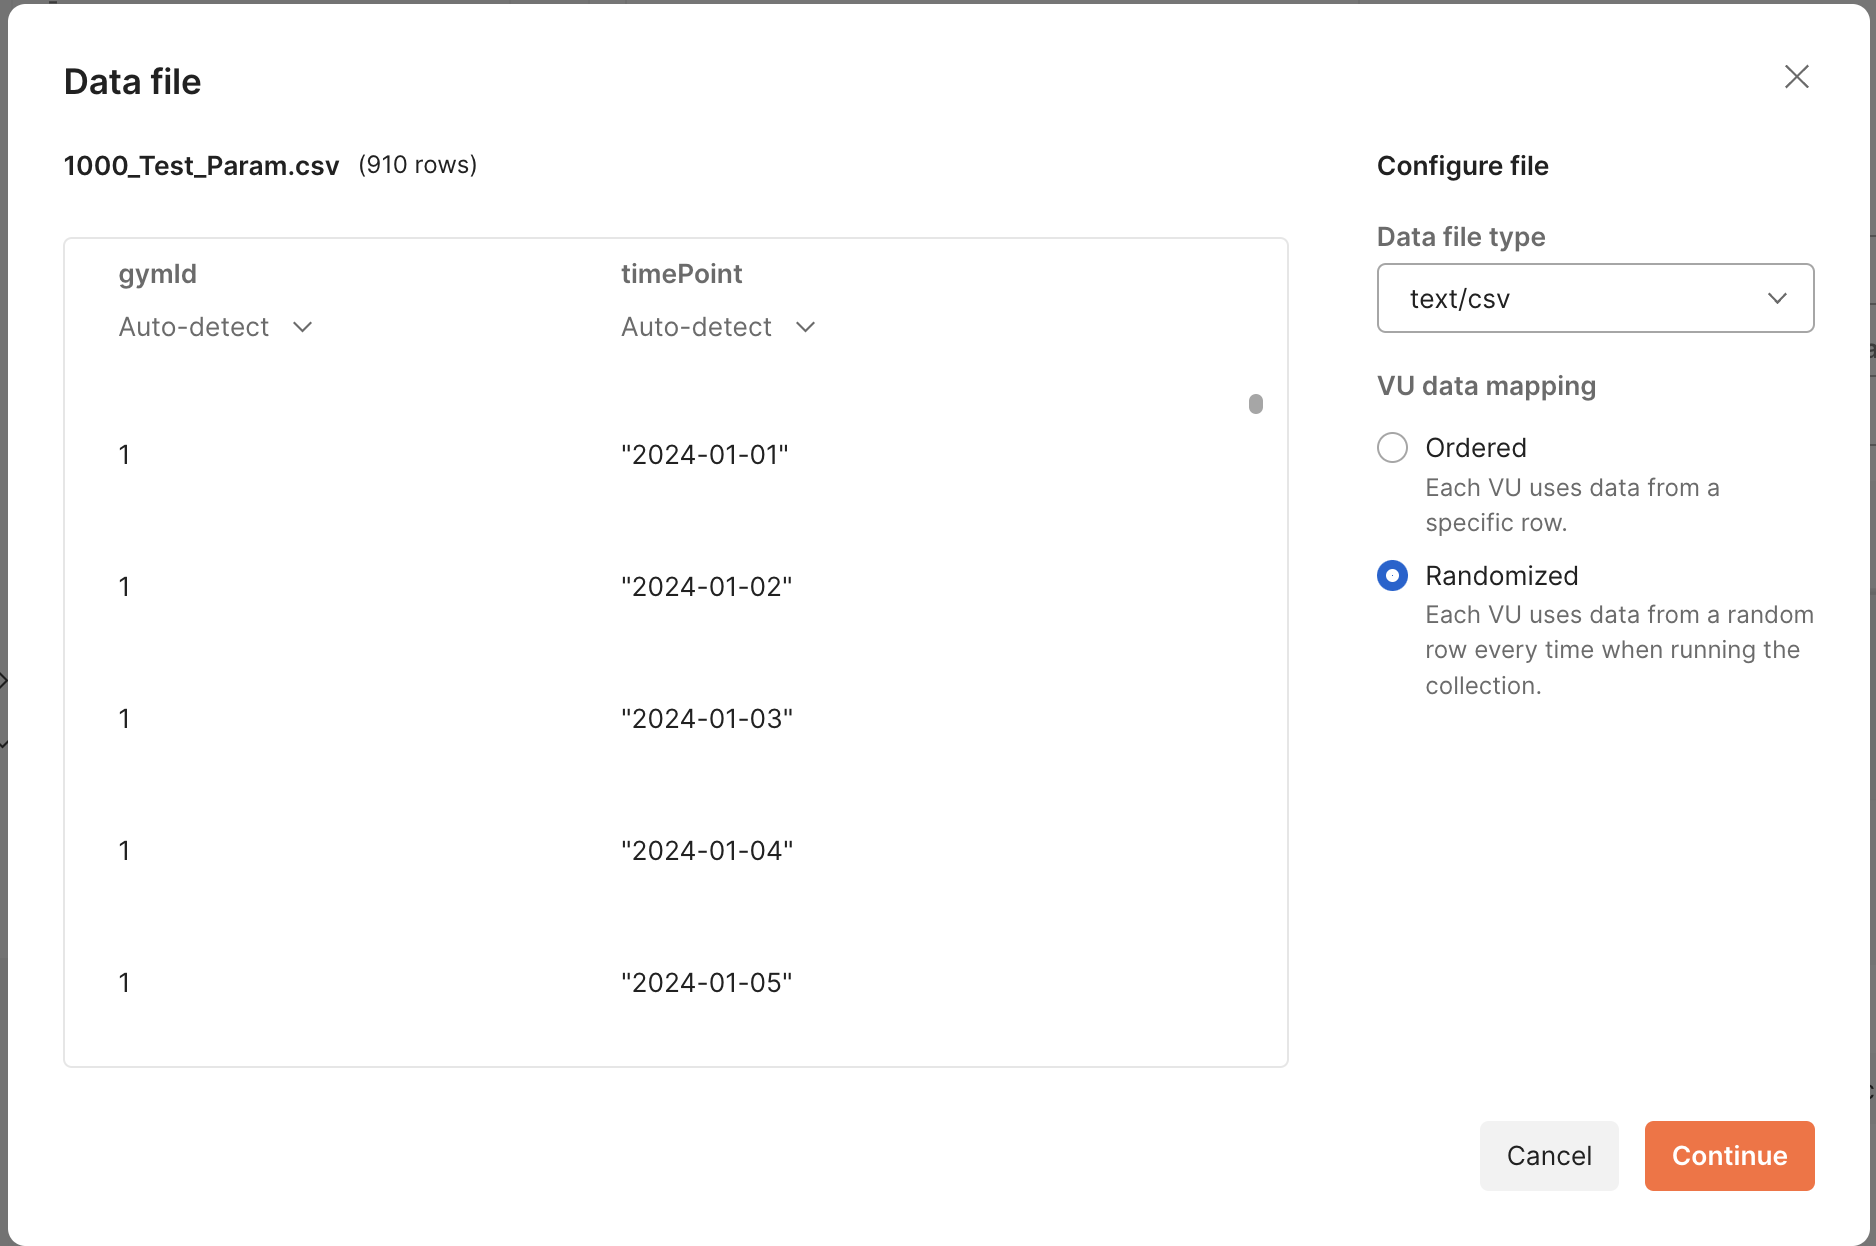 Data file
1000_Test_Param.csv (910 rows)
gymId timePoint
Auto-detect Auto-detect
1 "2024-01-01"
1 "2024-01-02"
1 "2024-01-03"
1 "2024-01-04"
1 "2024-01-05"
Configure file
Data file type
text/csv
VU data mapping
Ordered
Each VU uses data from a
specific row.
Randomized
Each VU uses data from a random
row every time when running the
collection.
Cancel Continue